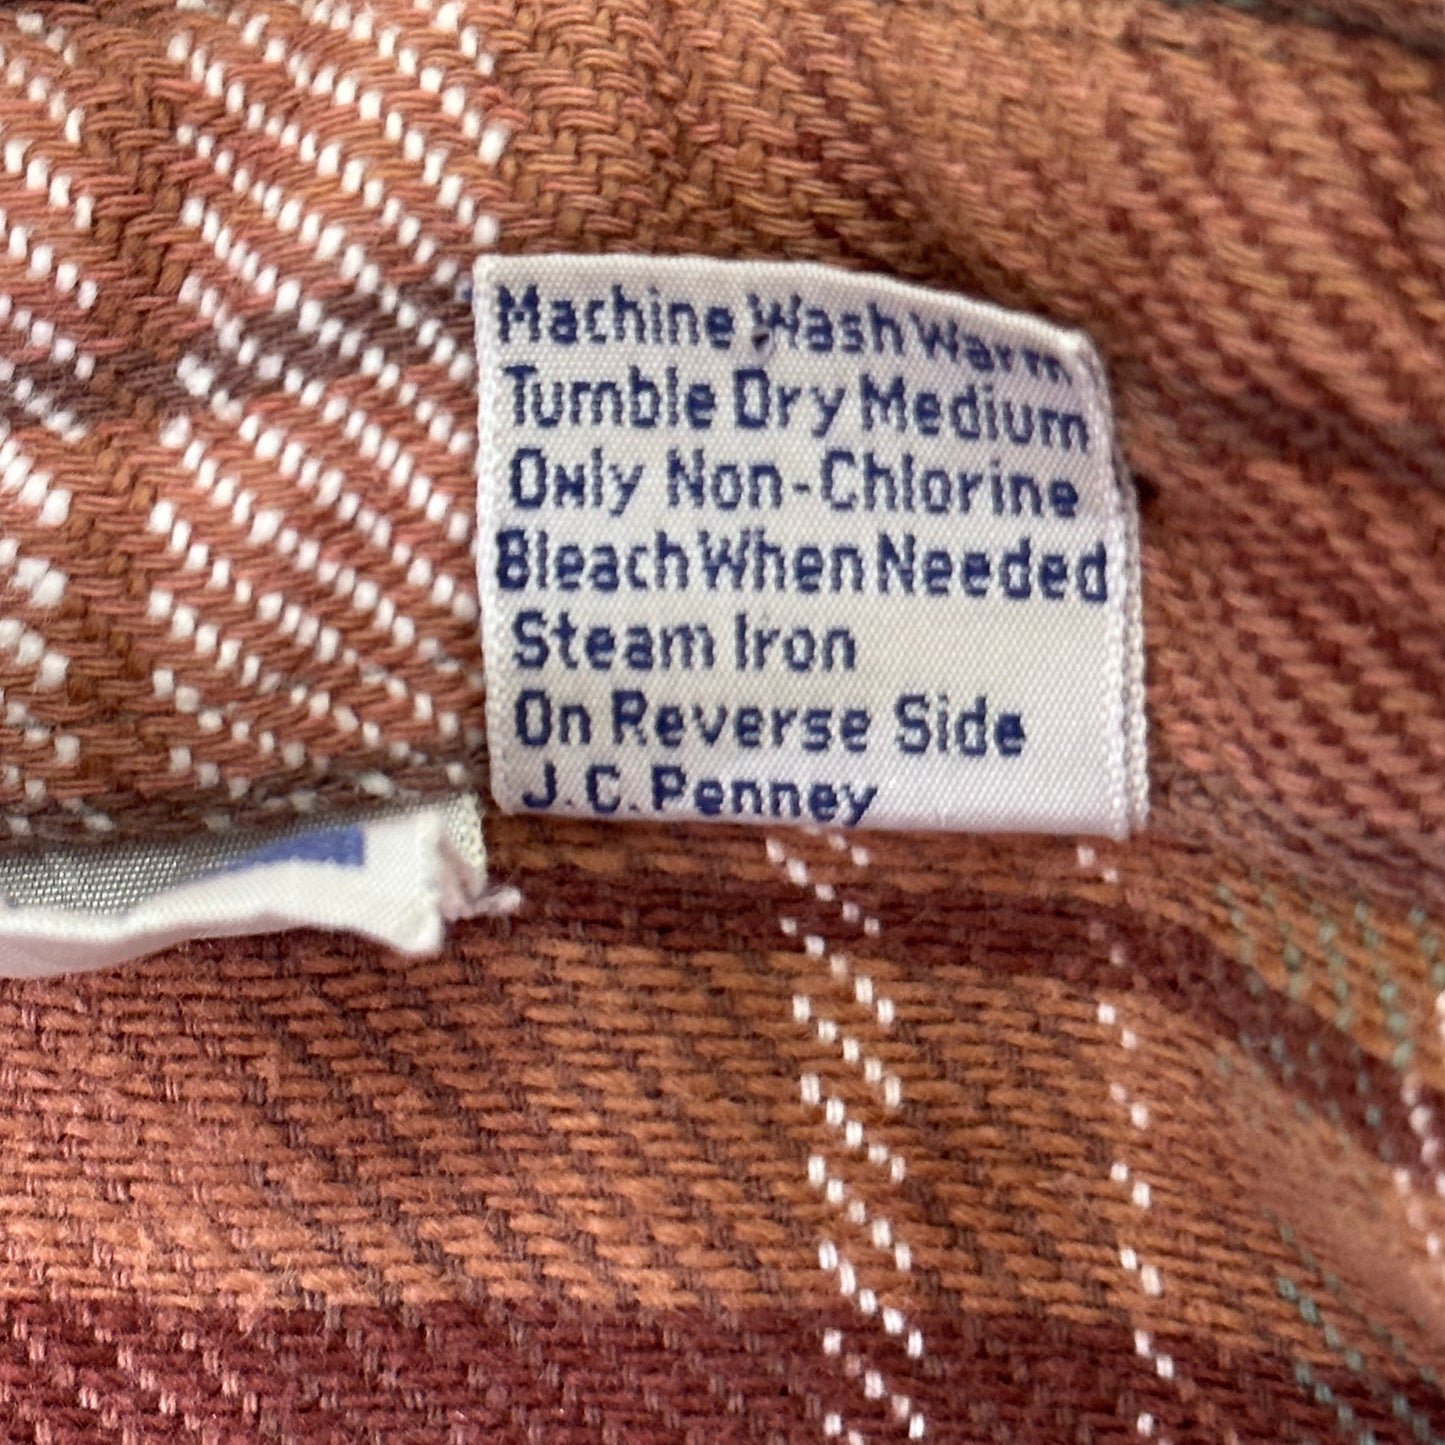 Machine Wash Warm
Tumble Dry Medium
Only Non-Chlorine
Bleach When Needed
Steam Iron
On Reverse Side
J.C.Penney